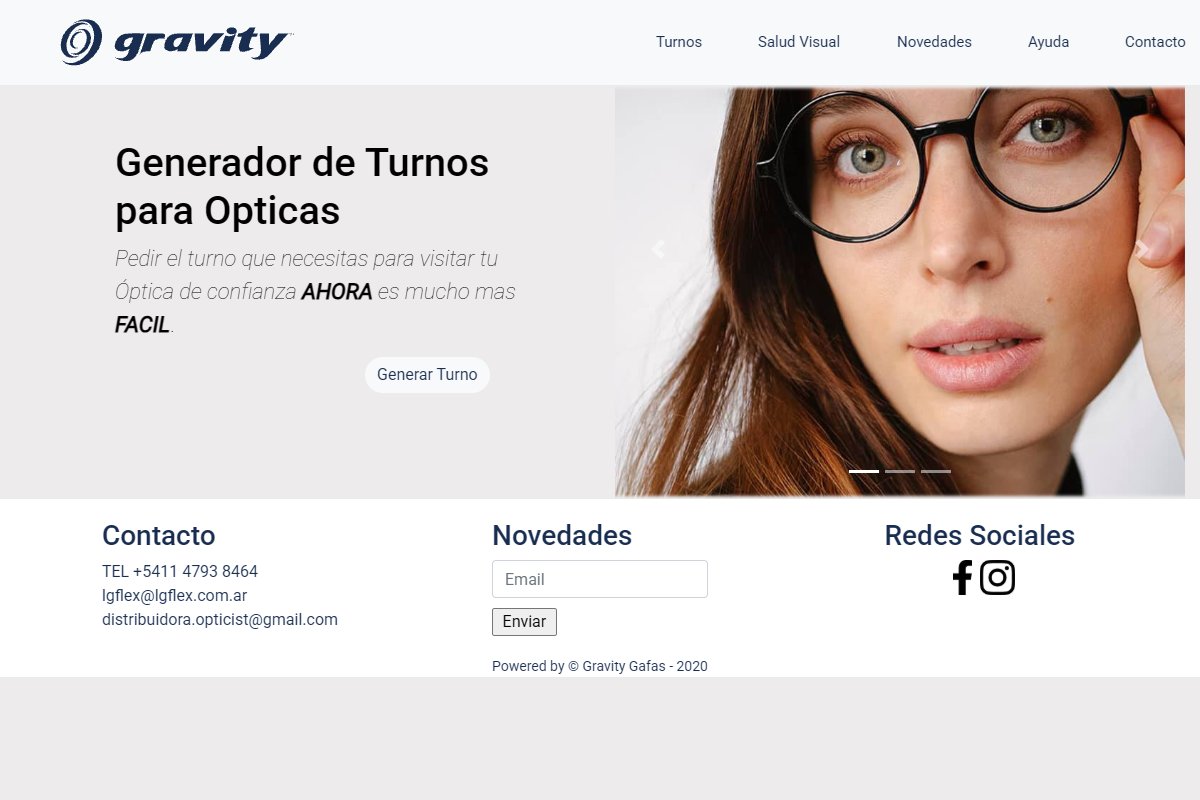 gravity
Turnos
Salud Visual
Novedades
Ayuda
Contacto
Generador de Turnos
para Opticas
Pedir el turno que necesitas para visitar tu
Óptica de confianza AHORA es mucho mas
FACIL.
Generar Turno
Contacto
TEL +5411 4793 8464
lgflex@lgflex.com.ar
distribuidora.opticist@gmail.com
Novedades
Email
Enviar
Powered by © Gravity Gafas - 2020
Redes Sociales